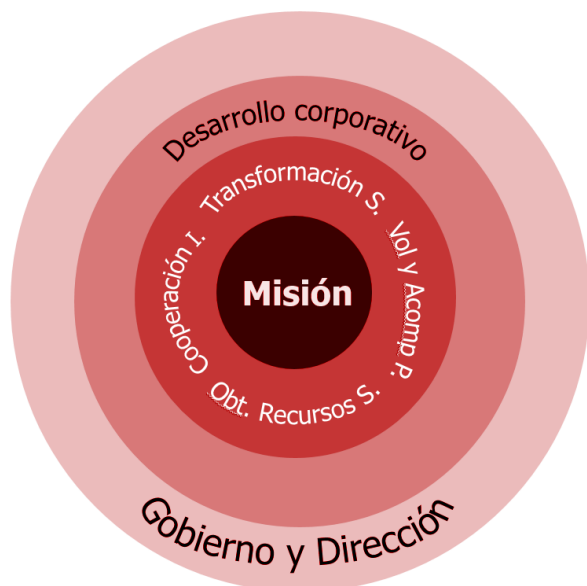 Desarrollo corporativo
Transformación S.
Vol y Acomp P.
Obt. Recursos S.
Cooperación I.
Misión
Gobierno y Dirección